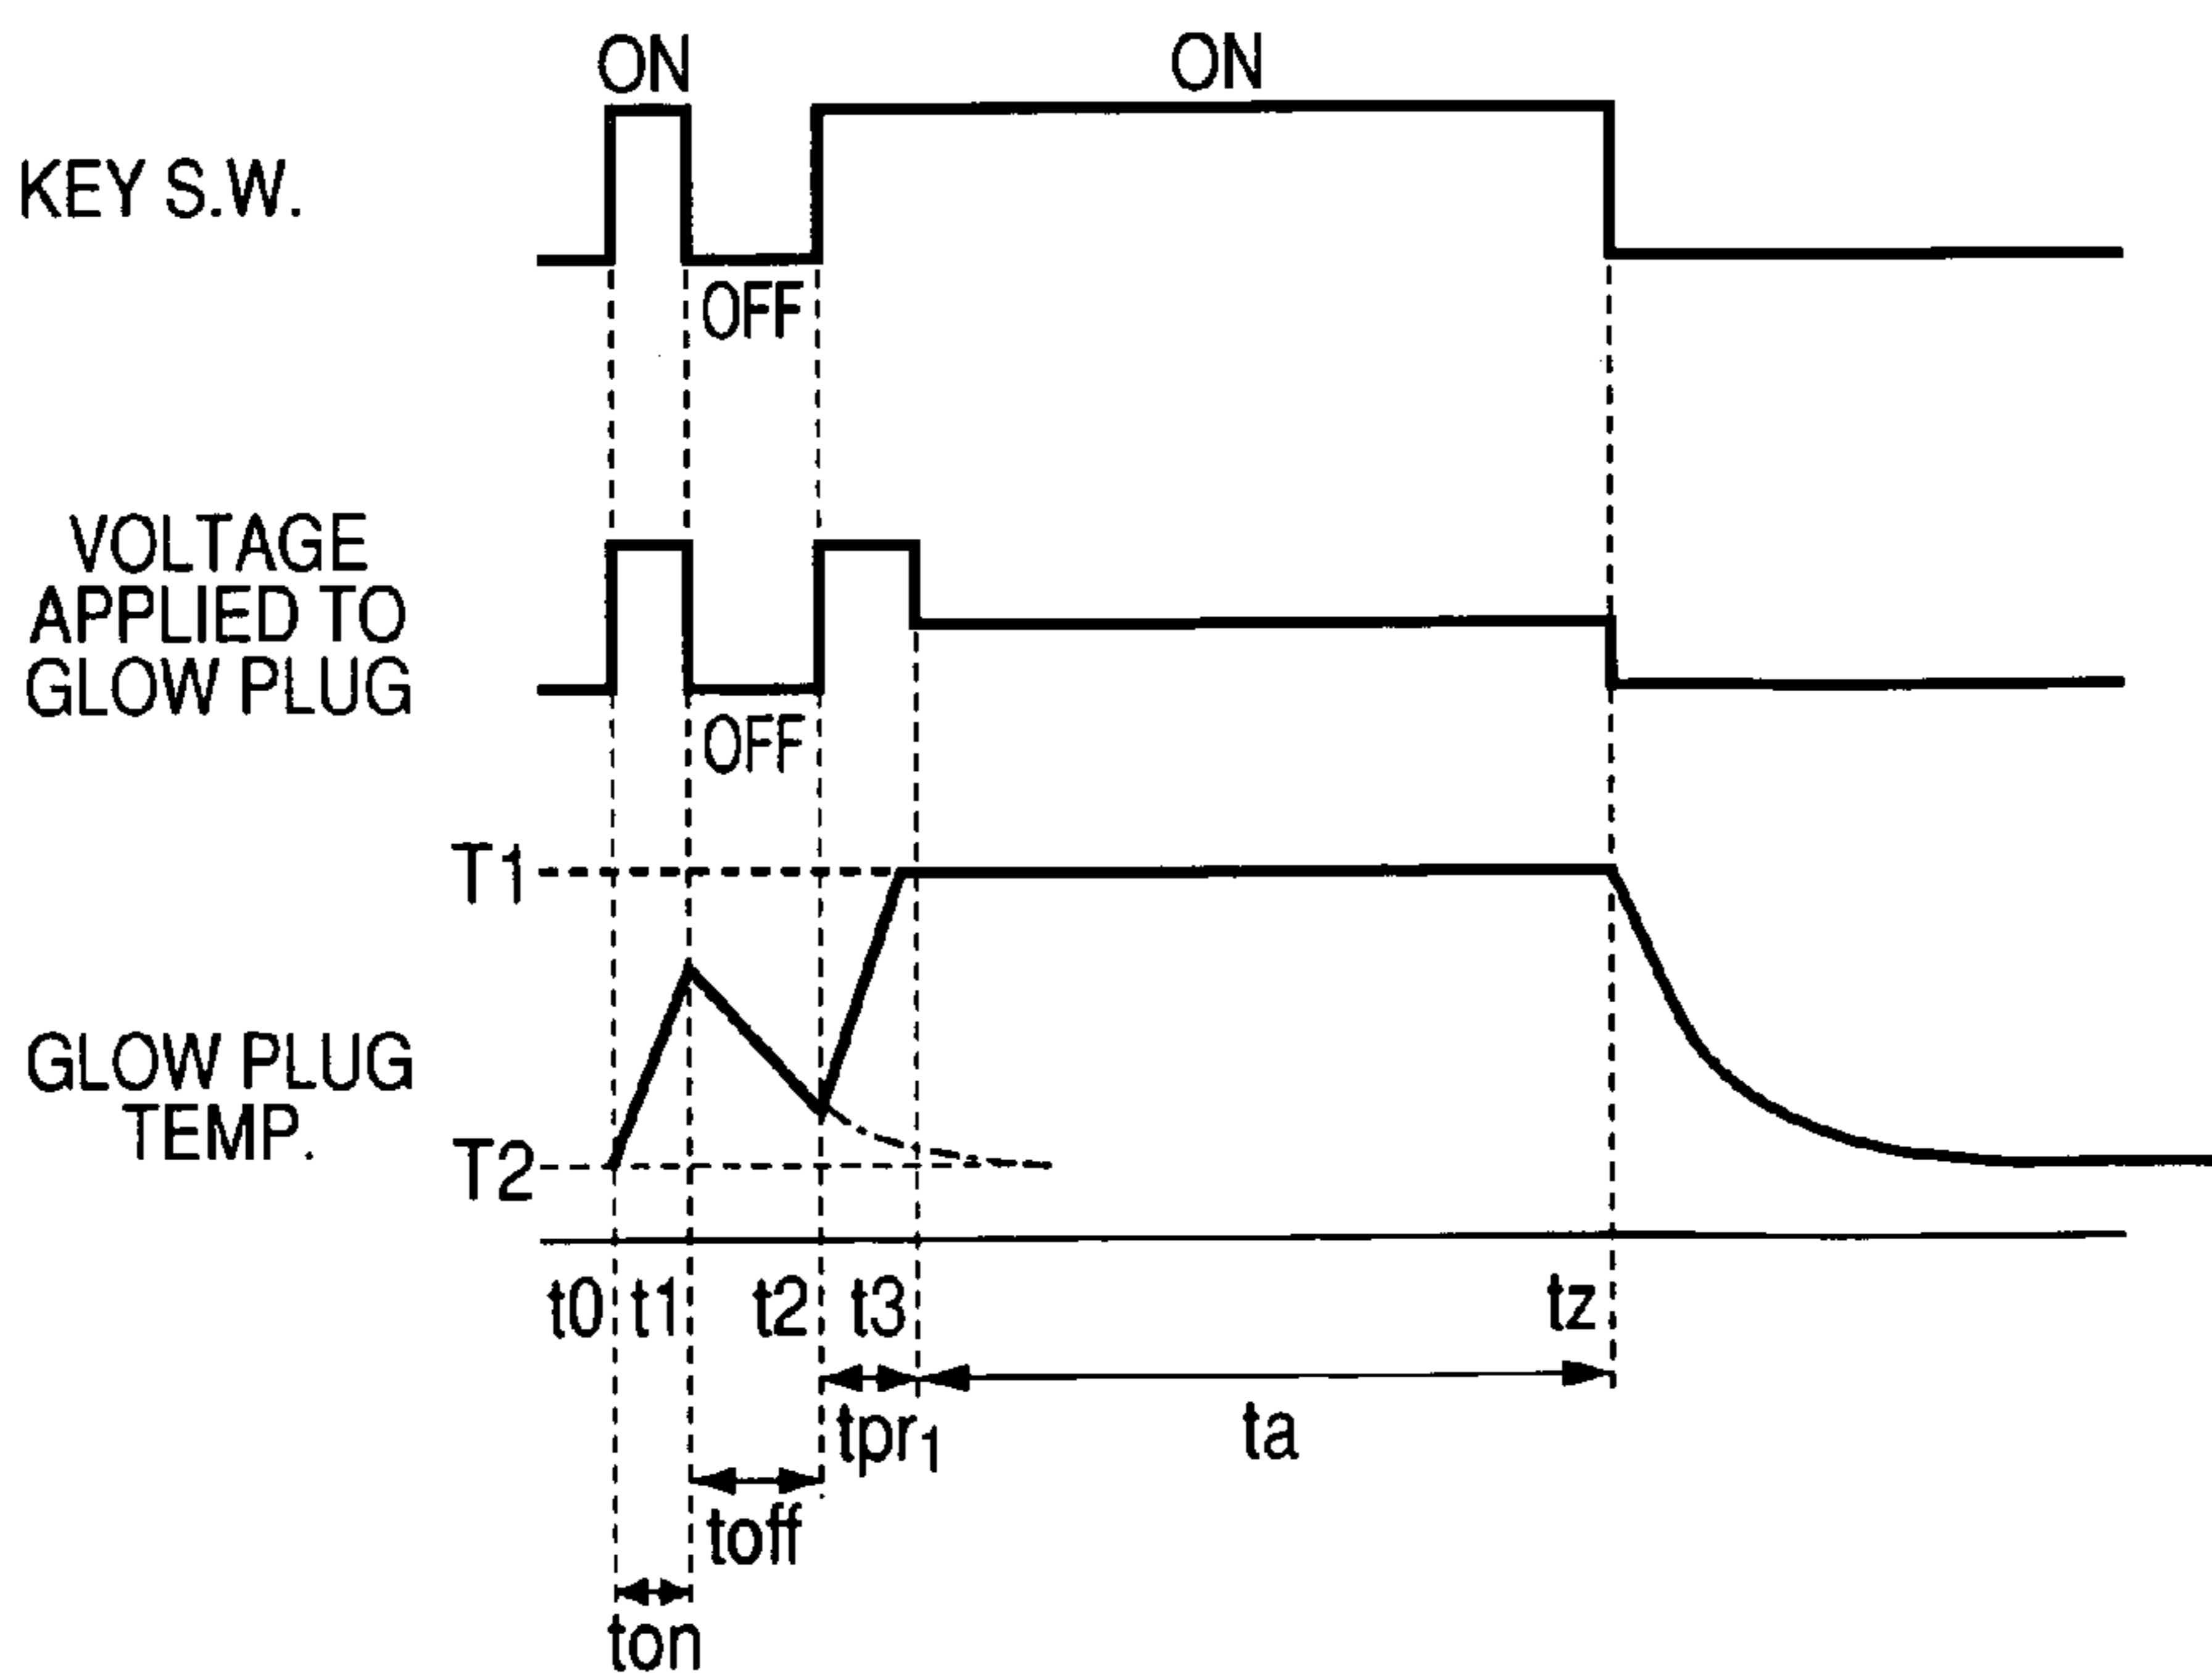 ON
ON
KEY S.W.
OFF
VOLTAGE
APPLIED TO
GLOW PLUG
OFF
T1
GLOW PLUG
TEMP.
T2
t0
t1
t2
t3
tz
tpr1
ta
toff
ton